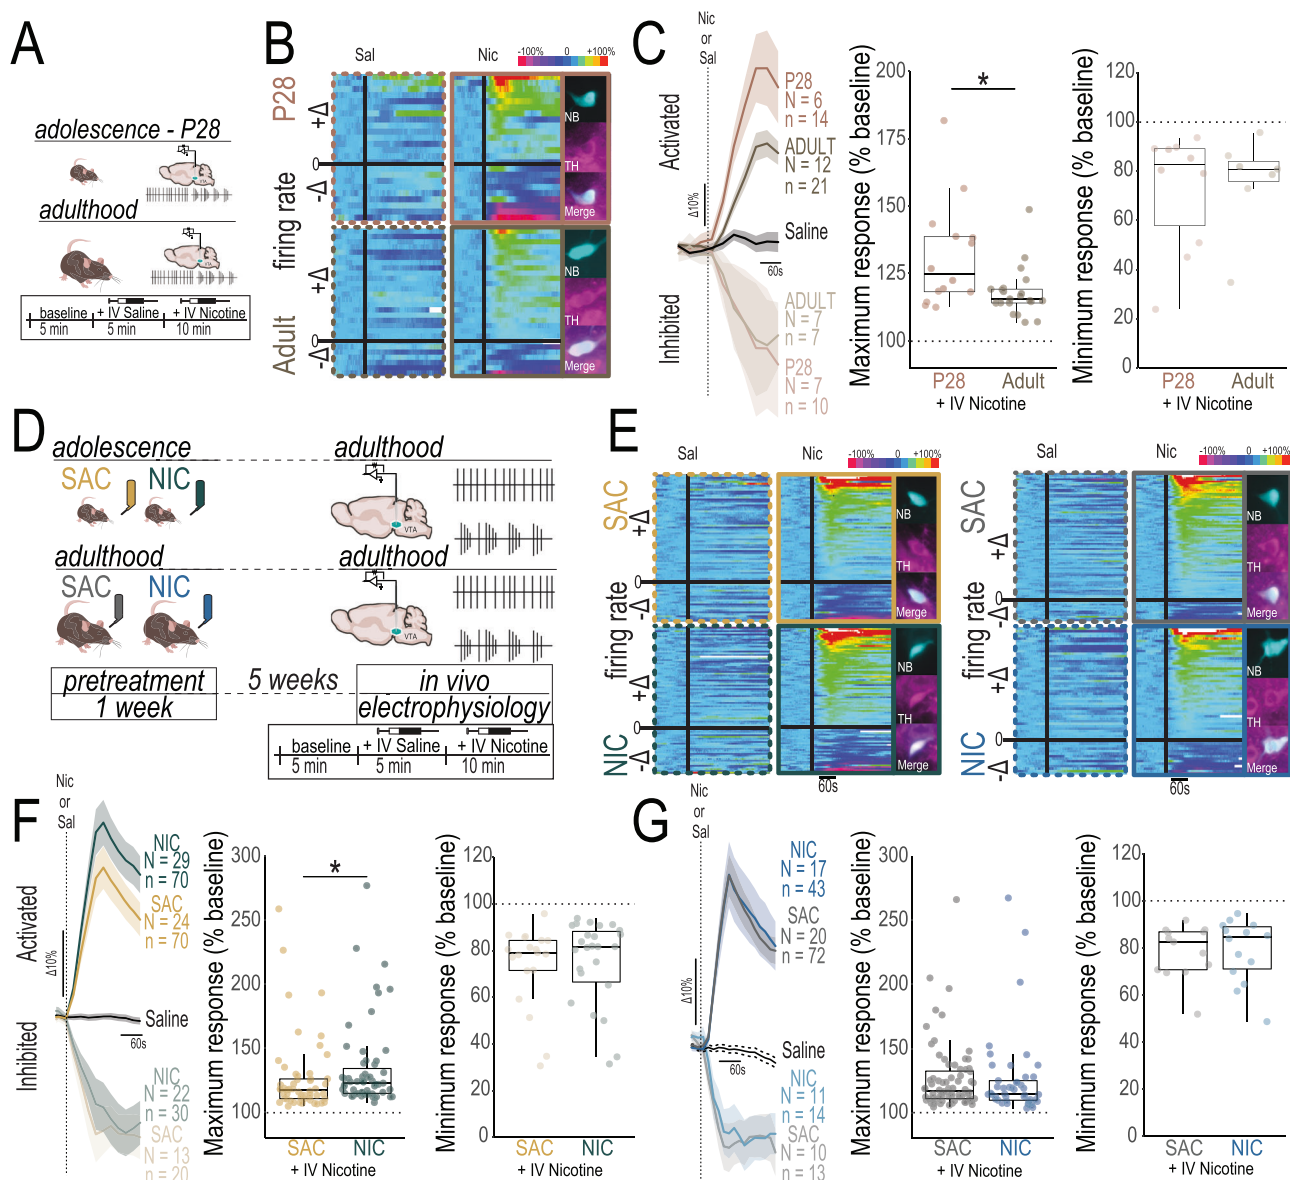 A
adolescence - P28
VTA
adulthood
VTA
baseline
+ IV Saline
+ IV Nicotine
5 min
5 min
10 min
B
Sal
Nic
-100%
0
+100%
P28
+Δ
0
-Δ
firing rate
+Δ
0
-Δ
Adult
NB
TH
Merge
NB
TH
Merge
C
Nic
or
Sal
Activated
Inhibited
Δ10%
P28
N = 6
n = 14
ADULT
N = 12
n = 21
Saline
60s
ADULT
N = 7
n = 7
P28
N = 7
n = 10
Maximum response (% baseline)
200
175
150
125
100
*
P28
Adult
+ IV Nicotine
Minimum response (% baseline)
120
100
80
60
40
20
0
P28
Adult
+ IV Nicotine
D
adolescence
adulthood
SAC
NIC
VTA
adulthood
adulthood
SAC
NIC
VTA
pretreatment
1 week
5 weeks
in vivo
electrophysiology
baseline
+ IV Saline
+ IV Nicotine
5 min
5 min
10 min
E
Sal
Nic
-100%
0
+100%
SAC
+Δ
0
-Δ
firing rate
+Δ
0
-Δ
NIC
NB
TH
Merge
NB
TH
Merge
60s
Sal
Nic
-100%
0
+100%
SAC
+Δ
0
-Δ
firing rate
+Δ
0
-Δ
NIC
NB
TH
Merge
NB
TH
Merge
60s
F
Nic
or
Sal
Activated
Inhibited
Δ10%
NIC
N = 29
n = 70
SAC
N = 24
n = 70
Saline
60s
NIC
N = 22
n = 30
SAC
N = 13
n = 20
Maximum response (% baseline)
300
250
200
150
100
*
SAC
NIC
+ IV Nicotine
Minimum response (% baseline)
120
100
80
60
40
20
0
SAC
NIC
+ IV Nicotine
G
Nic
or
Sal
Δ10%
NIC
N = 17
n = 43
SAC
N = 20
n = 72
Saline
60s
NIC
N = 11
n = 14
SAC
N = 10
n = 13
Maximum response (% baseline)
300
250
200
150
100
SAC
NIC
+ IV Nicotine
Minimum response (% baseline)
120
100
80
60
40
20
0
SAC
NIC
+ IV Nicotine